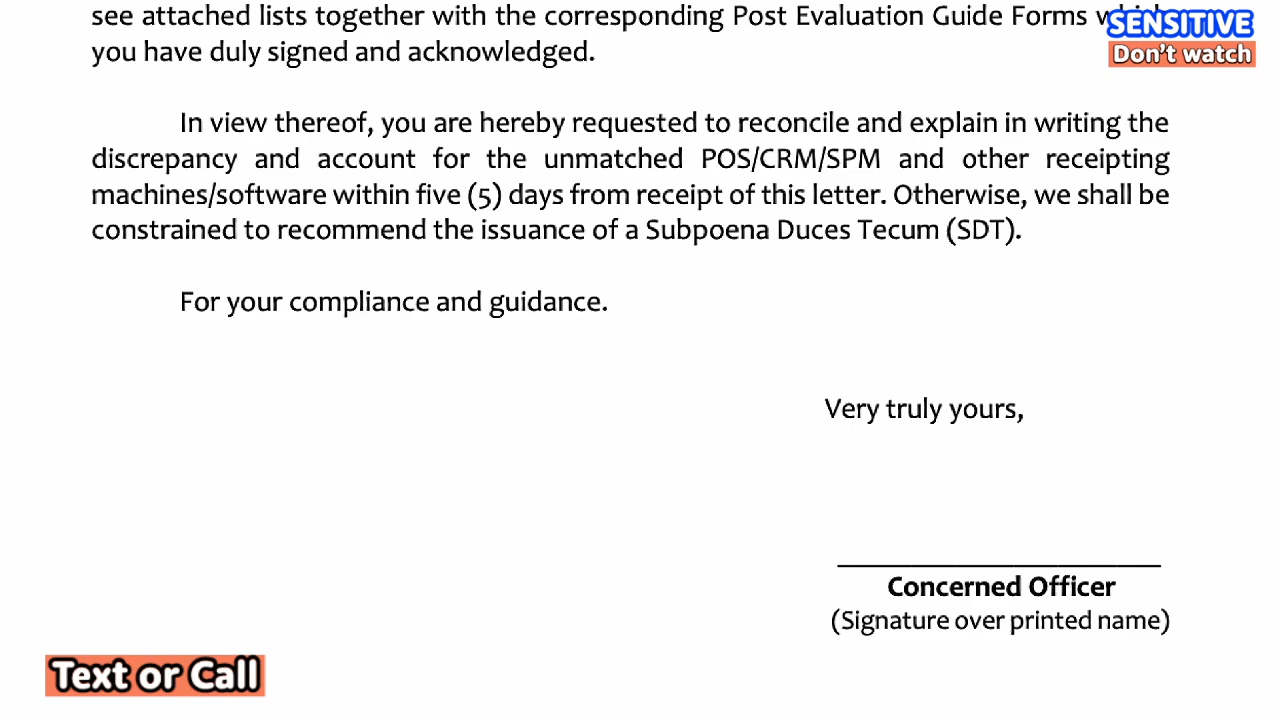 see attached lists together with the corresponding Post Evaluation Guide Forms
SENSITIVE
Don't watch
you have duly signed and acknowledged.
In view thereof, you are hereby requested to reconcile and explain in writing the
discrepancy and account for the unmatched POS/CRM/SPM and other receipting
machines/software within five (5) days from receipt of this letter. Otherwise, we shall be
constrained to recommend the issuance of a Subpoena Duces Tecum (SDT).
For your compliance and guidance.
Very truly yours,
Concerned Officer
(Signature over printed name)
Text or Call